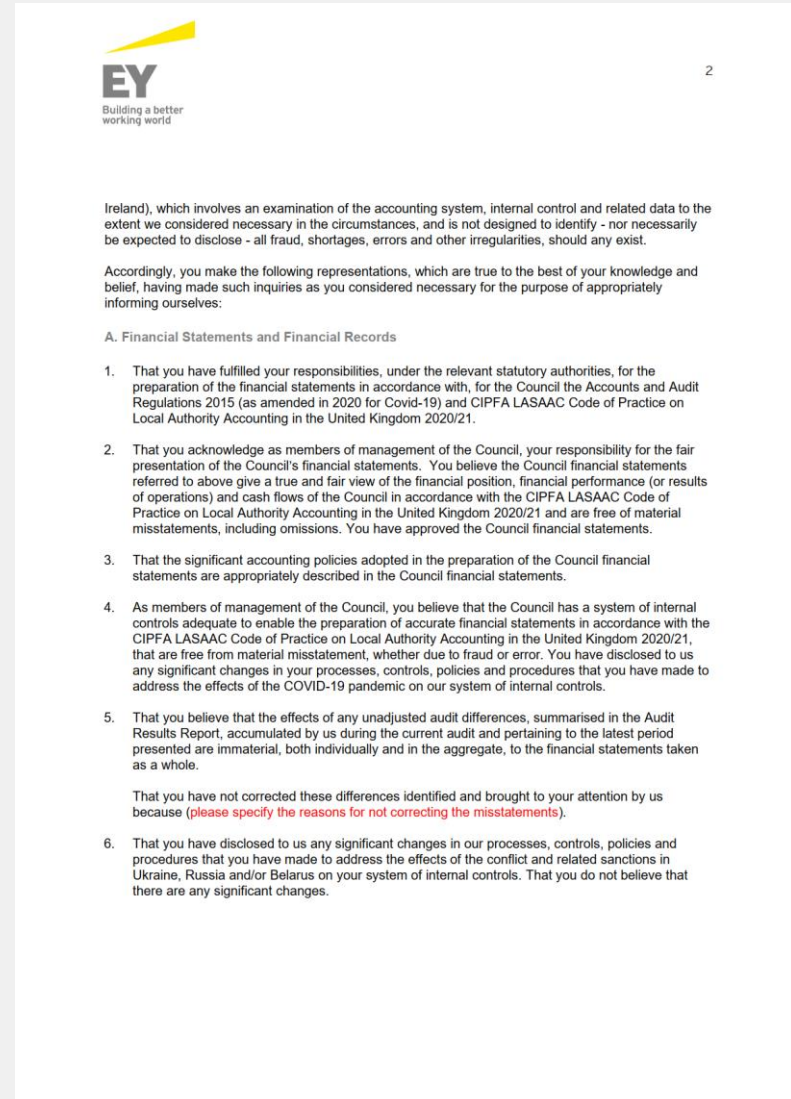 EY
Building a better
working world
2
Ireland), which involves an examination of the accounting system, internal control and related data to the
extent we considered necessary in the circumstances, and is not designed to identify - nor necessarily
be expected to disclose - all fraud, shortages, errors and other irregularities, should any exist.
Accordingly, you make the following representations, which are true to the best of your knowledge and
belief, having made such inquiries as you considered necessary for the purpose of appropriately
informing ourselves:
A. Financial Statements and Financial Records
1. That you have fulfilled your responsibilities, under the relevant statutory authorities, for the
preparation of the financial statements in accordance with, for the Council the Accounts and Audit
Regulations 2015 (as amended in 2020 for Covid-19) and CIPFA LASAAC Code of Practice on
Local Authority Accounting in the United Kingdom 2020/21.
2. That you acknowledge as members of management of the Council, your responsibility for the fair
presentation of the Council's financial statements. You believe the Council financial statements
referred to above give a true and fair view of the financial position, financial performance (or results
of operations) and cash flows of the Council in accordance with the CIPFA LASAAC Code of
Practice on Local Authority Accounting in the United Kingdom 2020/21 and are free of material
misstatements, including omissions. You have approved the Council financial statements.
3. That the significant accounting policies adopted in the preparation of the Council financial
statements are appropriately described in the Council financial statements.
4. As members of management of the Council, you believe that the Council has a system of internal
controls adequate to enable the preparation of accurate financial statements in accordance with the
CIPFA LASAAC Code of Practice on Local Authority Accounting in the United Kingdom 2020/21,
that are free from material misstatement, whether due to fraud or error. You have disclosed to us
any significant changes in your processes, controls, policies and procedures that you have made to
address the effects of the COVID-19 pandemic on our system of internal controls.
5. That you believe that the effects of any unadjusted audit differences, summarised in the Audit
Results Report, accumulated by us during the current audit and pertaining to the latest period
presented are immaterial, both individually and in the aggregate, to the financial statements taken
as a whole.
That you have not corrected these differences identified and brought to your attention by us
because (please specify the reasons for not correcting the misstatements).
6. That you have disclosed to us any significant changes in our processes, controls, policies and
procedures that you have made to address the effects of the conflict and related sanctions in
Ukraine, Russia and/or Belarus on your system of internal controls. That you do not believe that
there are any significant changes.